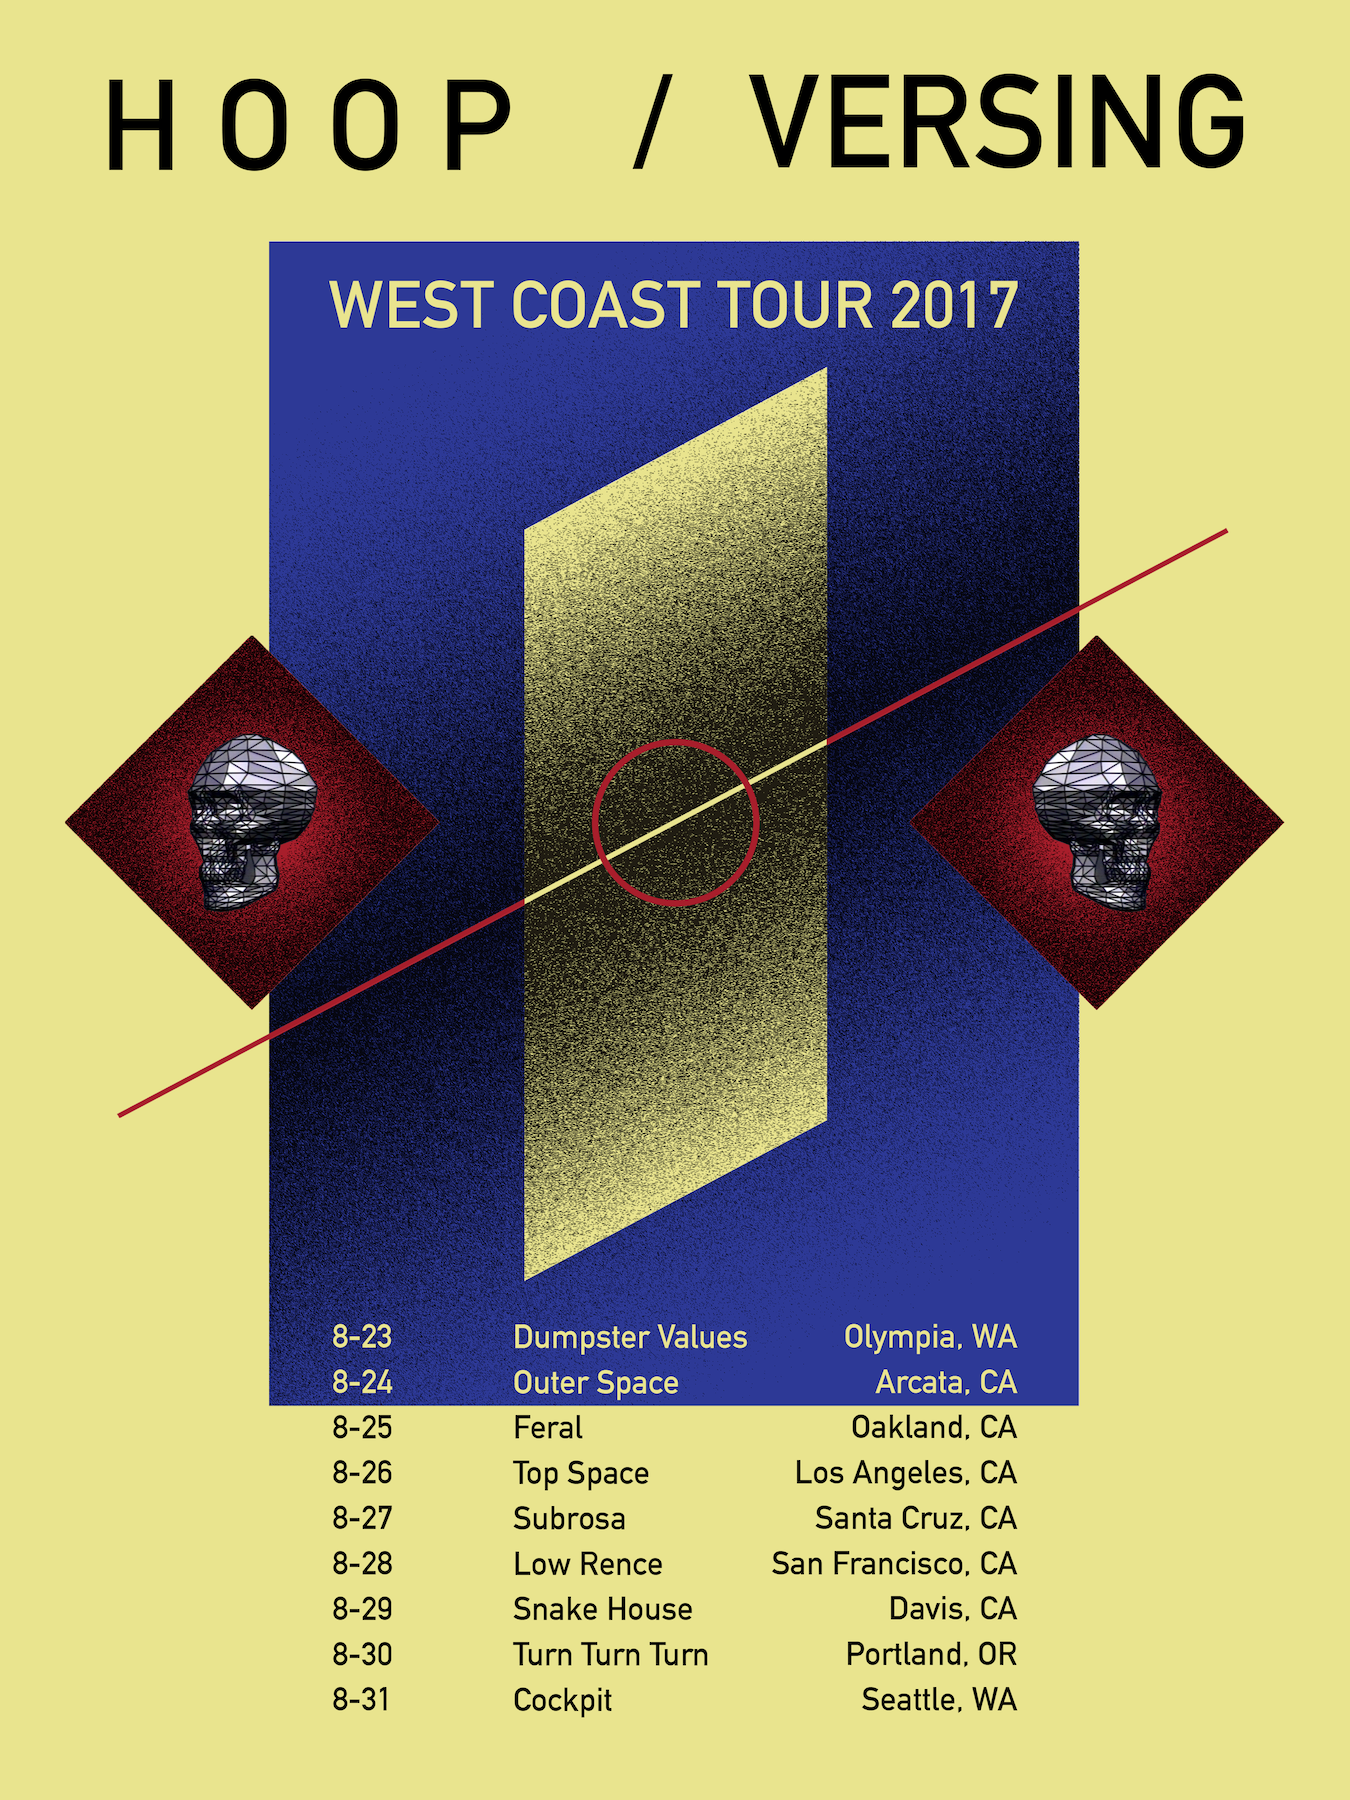 HOOP / VERSING
WEST COAST TOUR 2017
8-23 Dumpster Values Olympia, WA
8-24 Outer Space Arcata, CA
8-25 Feral Oakland, CA
8-26 Top Space Los Angeles, CA
8-27 Subrosa Santa Cruz, CA
8-28 Low Rence San Francisco, CA
8-29 Snake House Davis, CA
8-30 Turn Turn Turn Portland, OR
8-31 Cockpit Seattle, WA